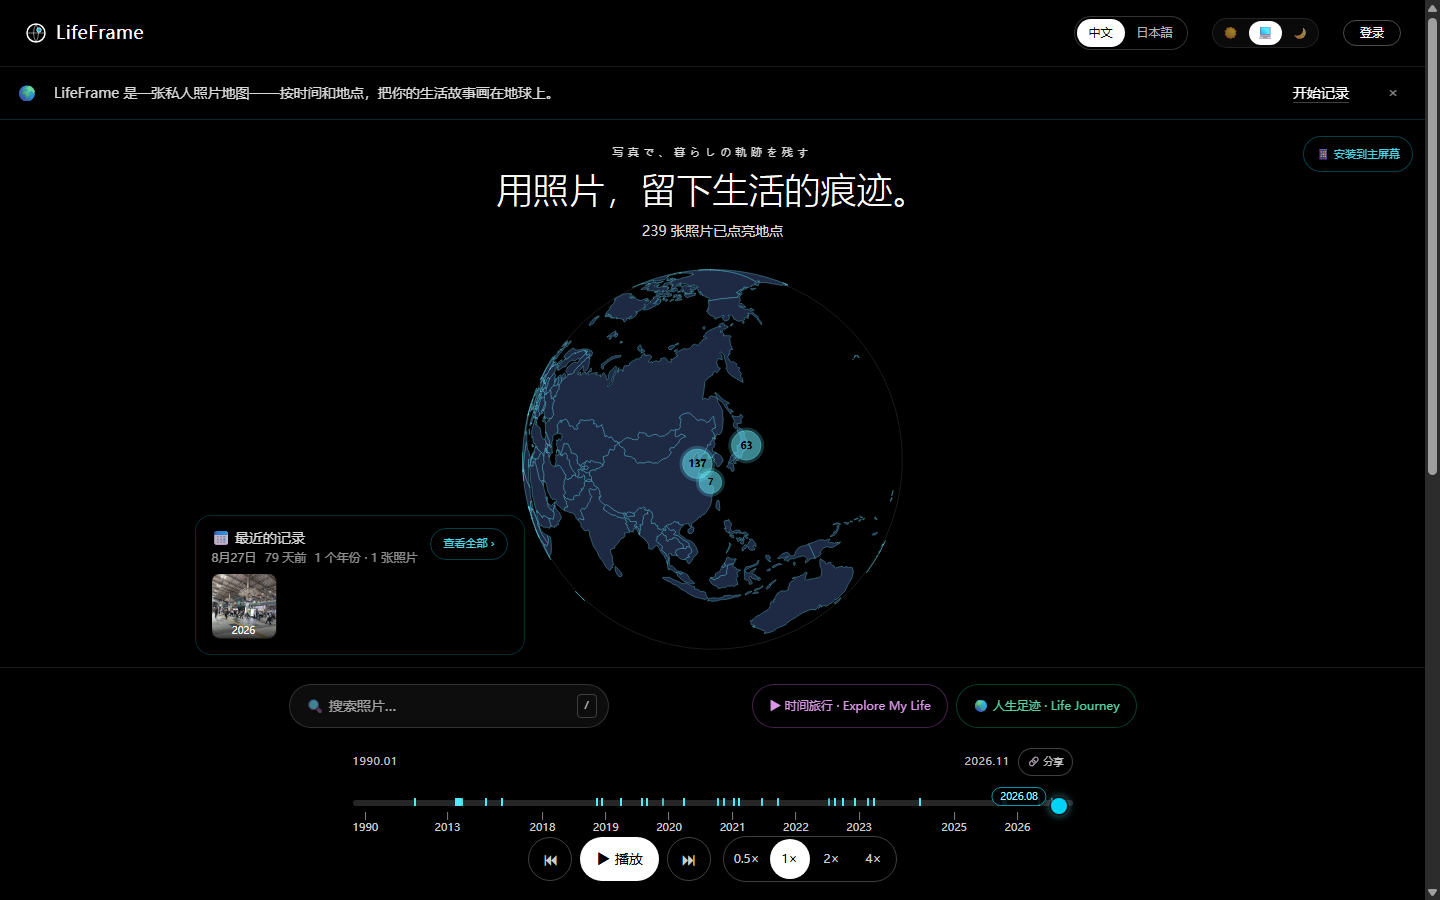 LifeFrame
中文 日本語 登录
LifeFrame 是一张私人照片地图——按时间和地点，把你的生活故事画在地球上。 开始记录 ×
写真で、暮らしの軌跡を残す
安装到主屏幕
用照片，留下生活的痕迹。
239 张照片已点亮地点
63
137
7
最近的记录
查看全部 ›
8月27日 79 天前 1 个年份 · 1 张照片
2026
搜索照片... /
▶ 时间旅行 · Explore My Life
人生足迹 · Life Journey
1990.01 2026.11 分享
2026.08
1990 2013 2018 2019 2020 2021 2022 2023 2025 2026
⏮ ▶ 播放 ⏭ 0.5× 1× 2× 4×